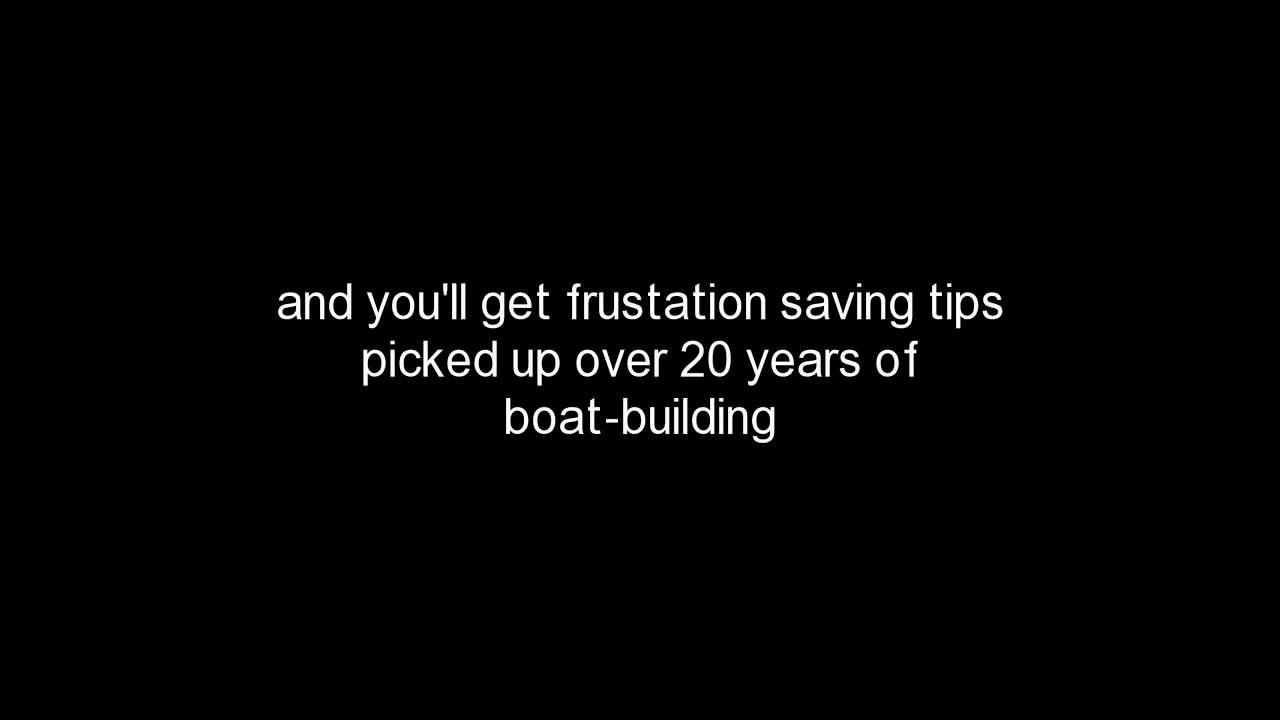 and you'll get frustation saving tips
picked up over 20 years of
boat-building